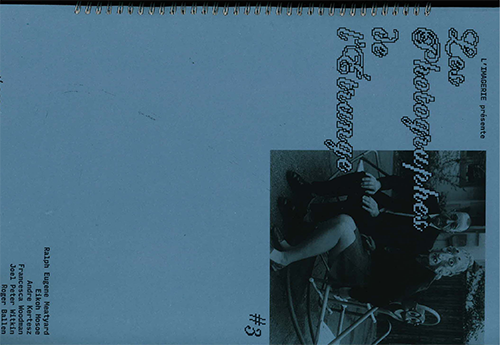 L'IMAGERIE présente
Les
Photographes
de
l'Étrange
#3
Ralph Eugene Meatyard
Eikoh Hosoe
Andre Kertesz
Francesca Woodman
Joel Peter Witkin
Roger Ballen